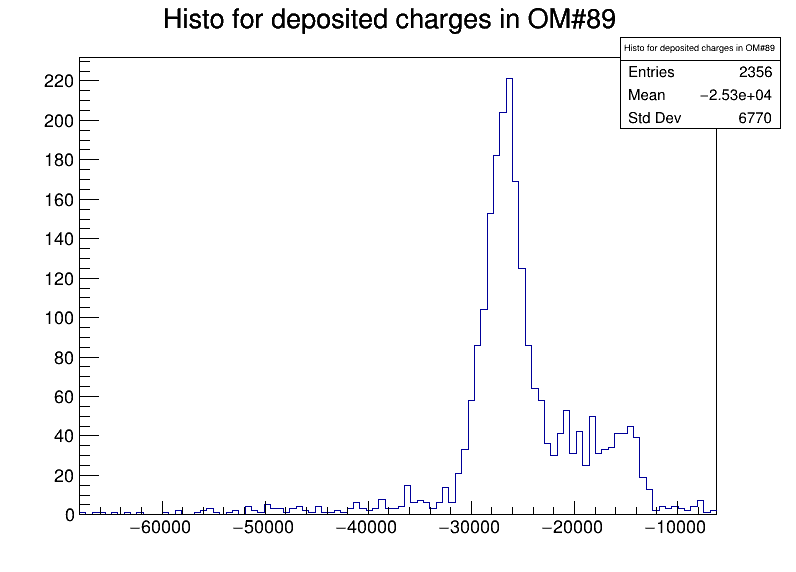 Histo for deposited charges in OM#89
Histo for deposited charges in OM#89
Entries 2356
Mean −2.53e+04
Std Dev 6770
220
200
180
160
140
120
100
80
60
40
20
0
−60000 −50000 −40000 −30000 −20000 −10000